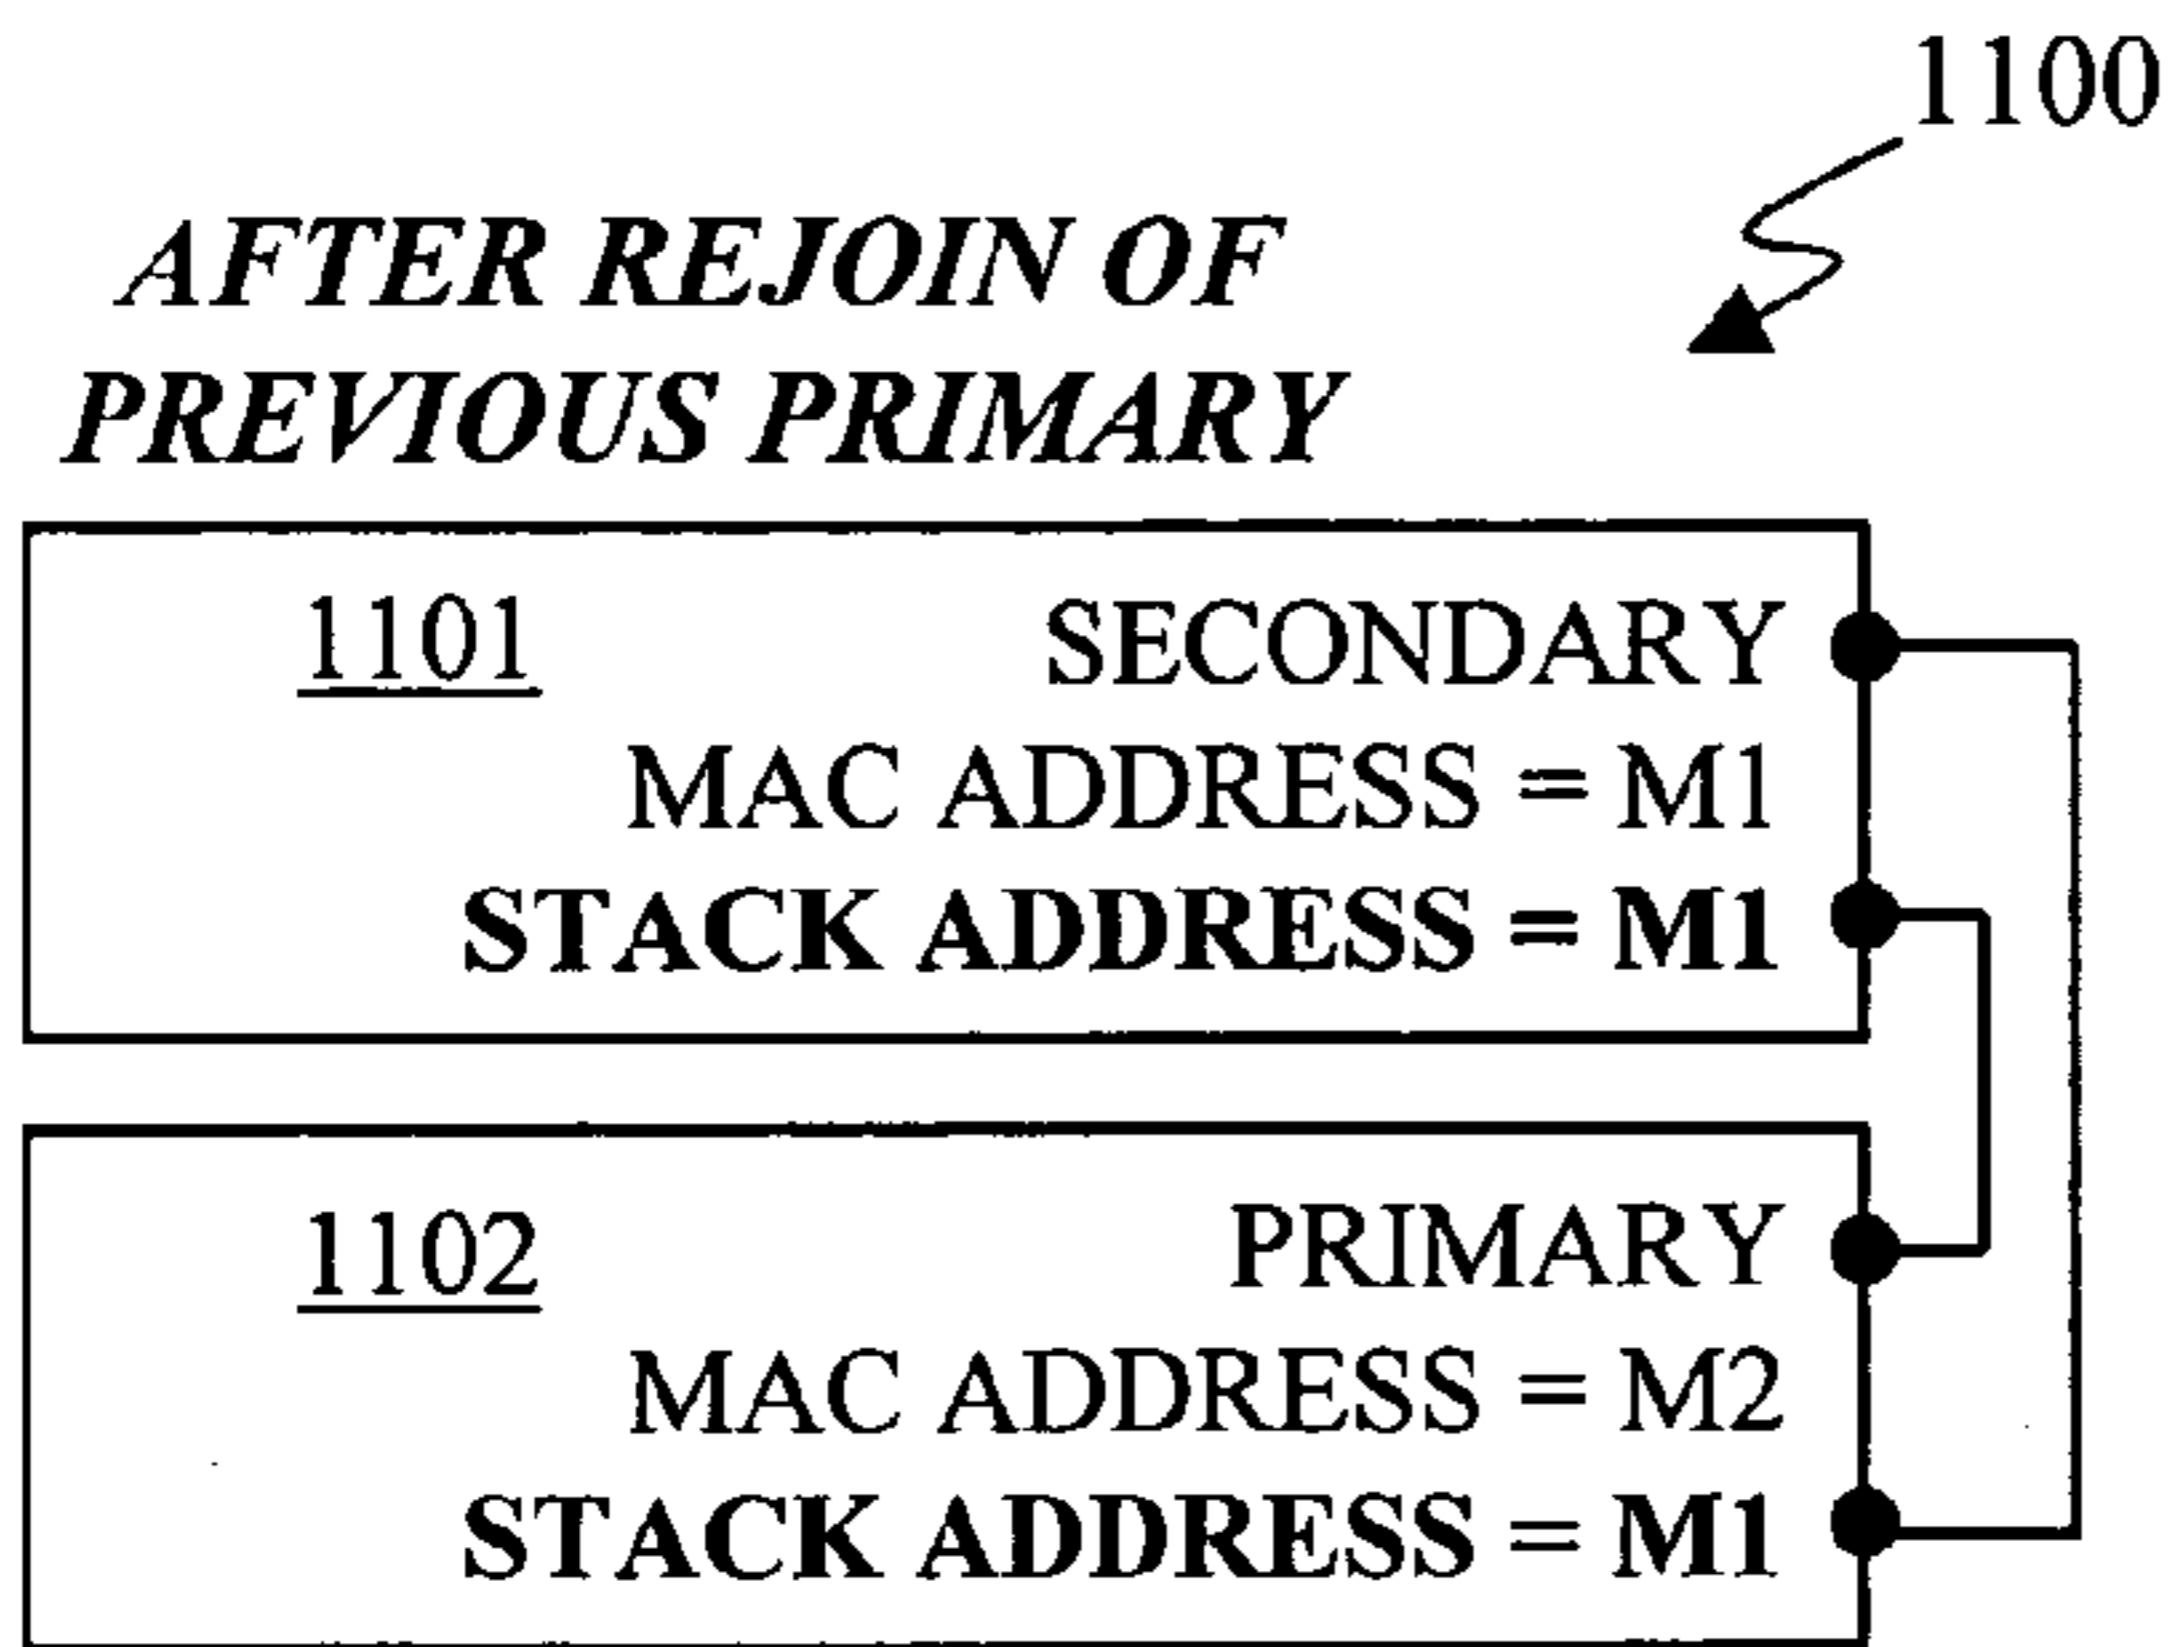 1100
AFTER REJOIN OF
PREVIOUS PRIMARY
1101 SECONDARY
MAC ADDRESS = M1
STACK ADDRESS = M1
1102 PRIMARY
MAC ADDRESS = M2
STACK ADDRESS = M1